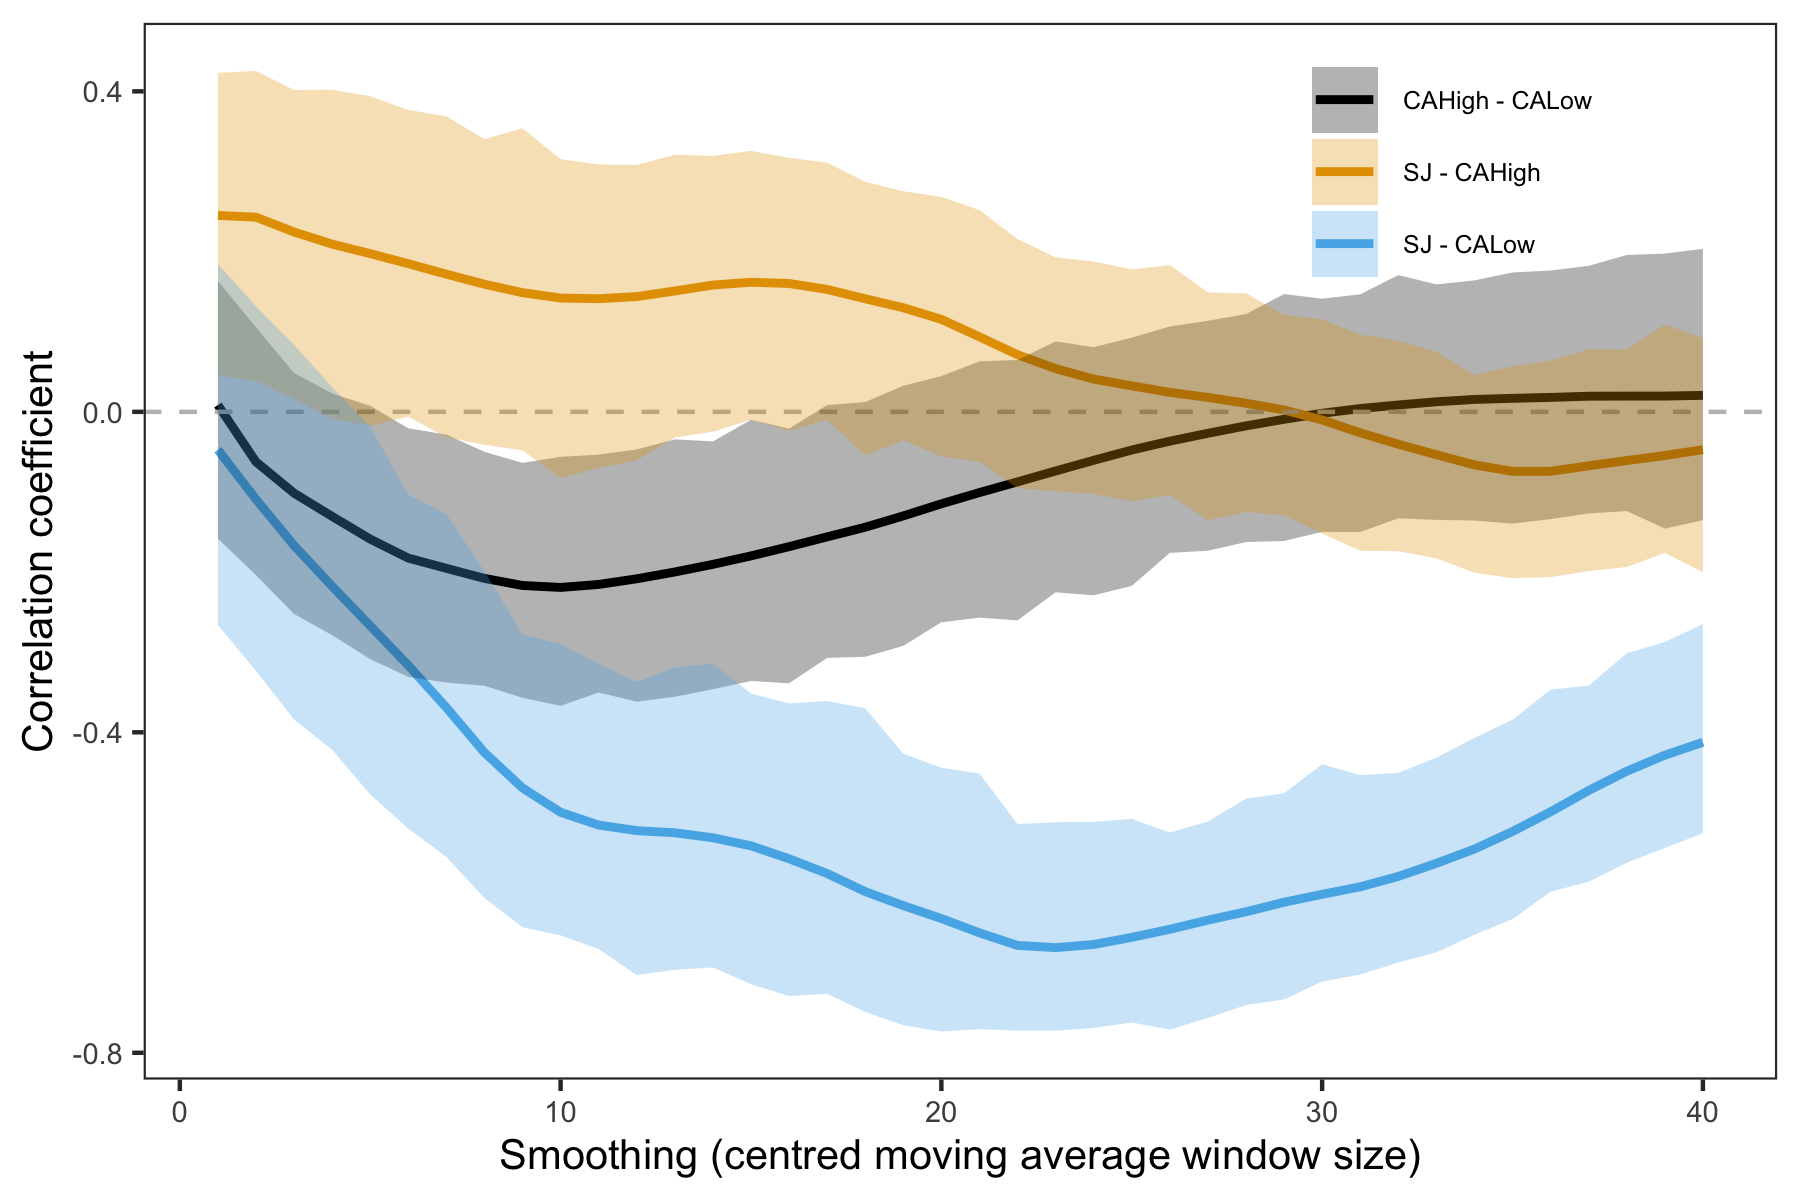 CAHigh - CALow
SJ - CAHigh
SJ - CALow
Correlation coefficient
0.4
0.0
-0.4
-0.8
0 10 20 30 40
Smoothing (centred moving average window size)